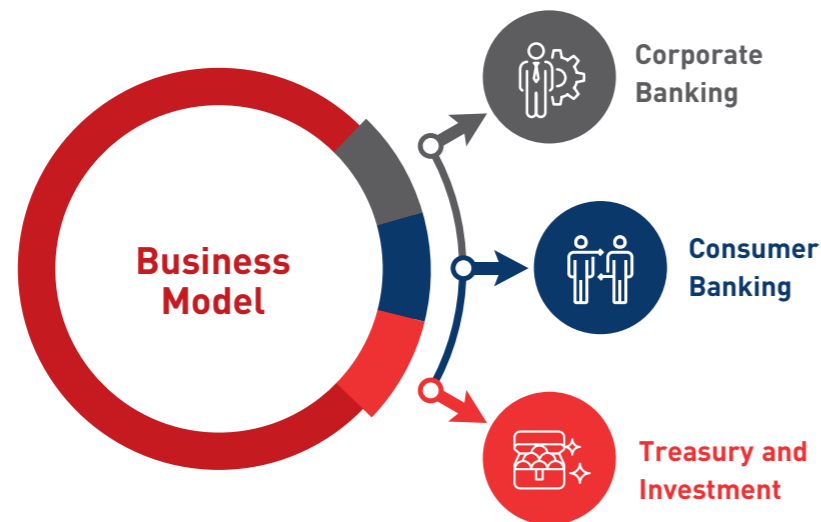 Business
Model
Corporate
Banking
Consumer
Banking
Treasury and
Investment